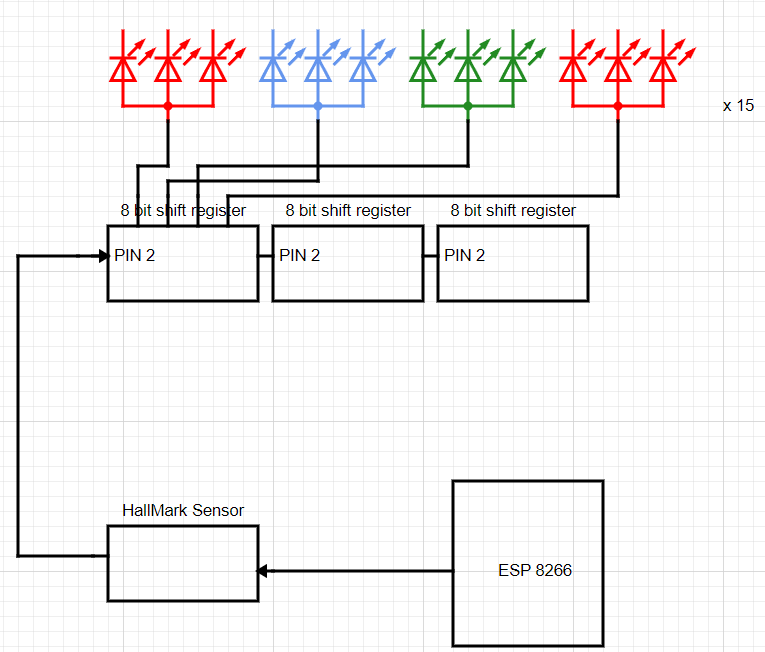 x 15
8 bit shift register
8 bit shift register
8 bit shift register
PIN 2
PIN 2
PIN 2
HallMark Sensor
ESP 8266